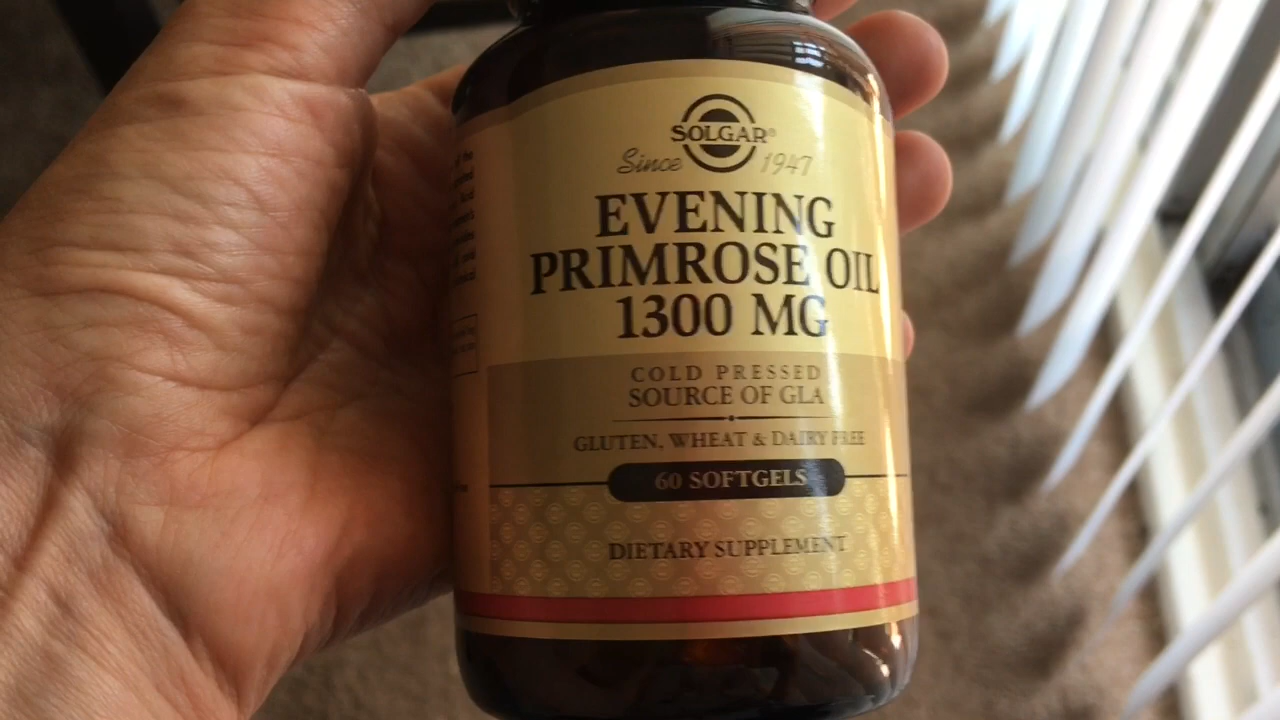 SOLGAR®
Since 1947
EVENING
PRIMROSE OIL
1300 MG
COLD PRESSED
SOURCE OF GLA
GLUTEN, WHEAT & DAIRY FREE
60 SOFTGELS
DIETARY SUPPLEMENT